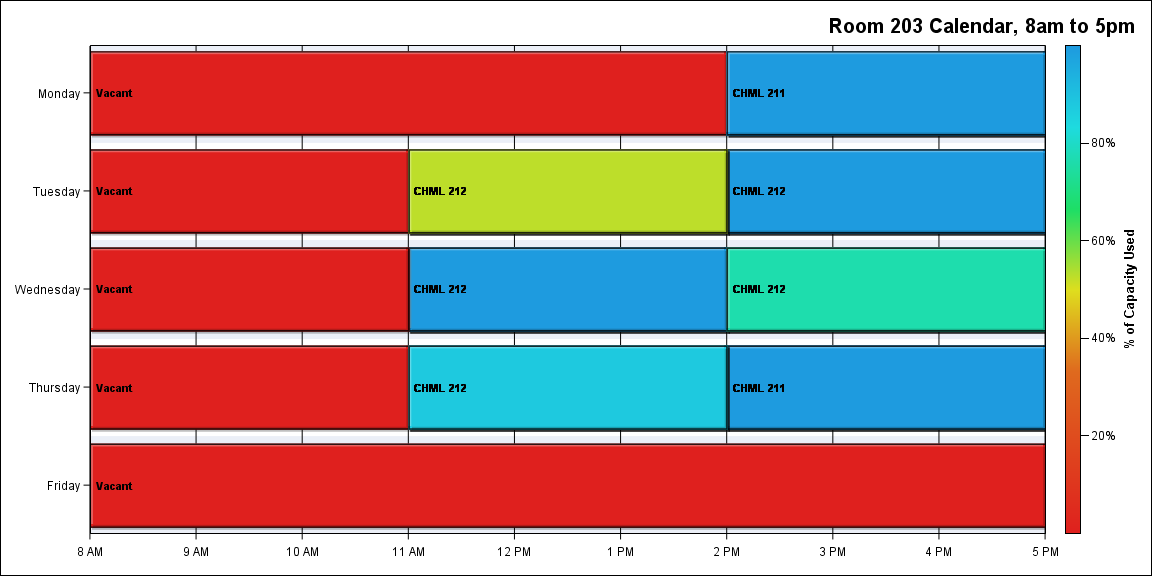 Room 203 Calendar, 8am to 5pm
Monday
Vacant
CHML 211
Tuesday
Vacant
CHML 212
CHML 212
Wednesday
Vacant
CHML 212
CHML 212
Thursday
Vacant
CHML 212
CHML 211
Friday
Vacant
8 AM
9 AM
10 AM
11 AM
12 PM
1 PM
2 PM
3 PM
4 PM
5 PM
80%
60%
40%
20%
% of Capacity Used